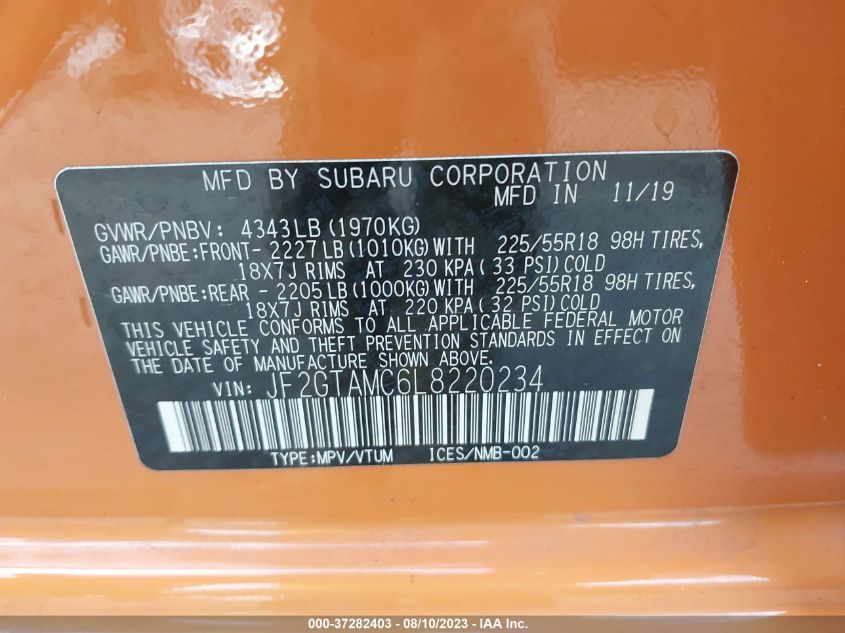 MFD BY SUBARU CORPORATION
MFD IN 11/19
GVWR/PNBV: 4343LB(1970KG)
GAWR/PNBE:FRONT- 2227LB(1010KG)WITH 225/55R18 98H TIRES,
18X7J RIMS AT 230 KPA(33 PSI)COLD
GAWR/PNBE:REAR - 2205LB(1000KG)WITH 225/55R18 98H TIRES,
18X7J RIMS AT 220 KPA(32 PSI)COLD
THIS VEHICLE CONFORMS TO ALL APPLICABLE FEDERAL MOTOR
VEHICLE SAFETY AND THEFT PREVENTION STANDARDS IN EFFECT ON
THE DATE OF MANUFACTURE SHOWN ABOVE.
VIN: JF2GTAMC6L8220234
TYPE:MPV/VTUM ICES/NMB-002
000-37282403 - 08/10/2023 - IAA Inc.